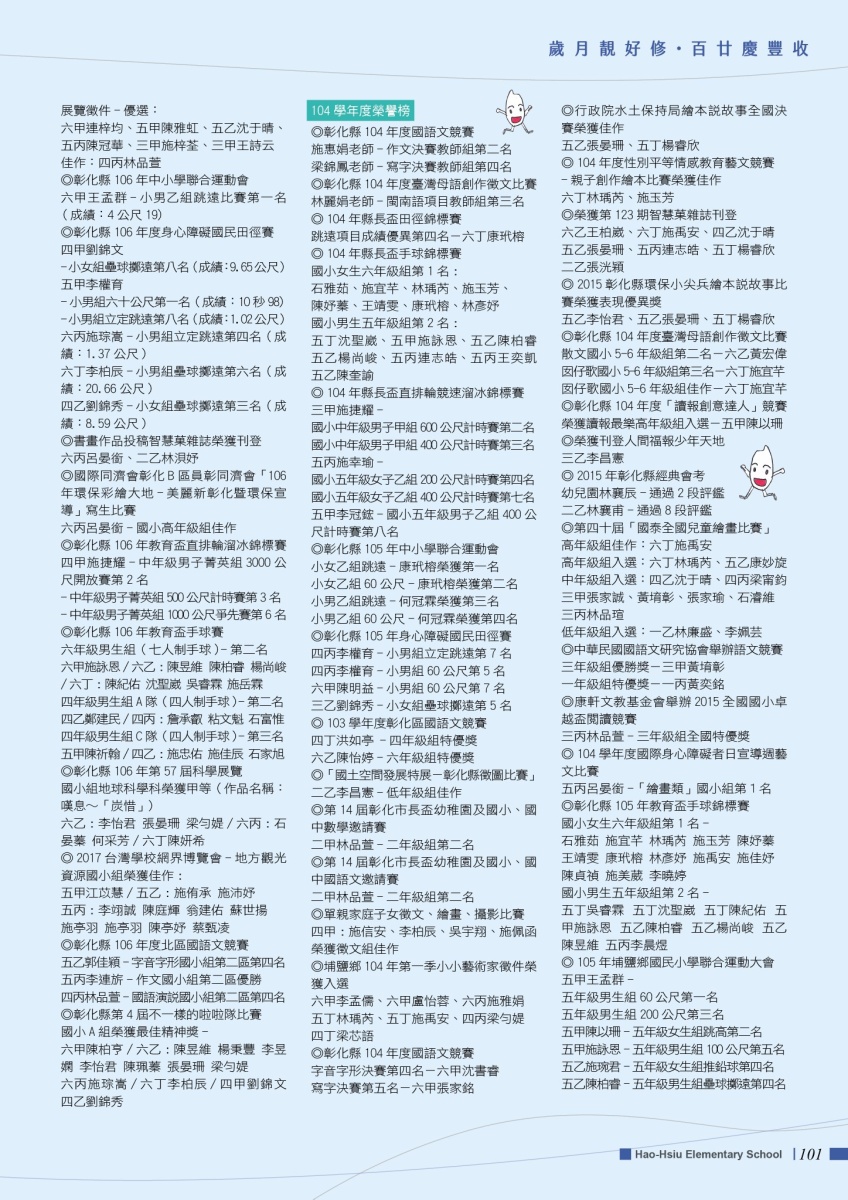 歲月靚好修‧百廿慶豐收
展覽徵件–優選：
六甲連梓均、五甲陳雅虹、五乙沈于晴、
五丙陳冠華、三甲施梓荃、三甲王詩云
佳作：四丙林品萱
◎彰化縣 106 年中小學聯合運動會
六甲王孟群–小男乙組跳遠比賽第一名
（成績：4 公尺 19)
◎彰化縣 106 年度身心障礙國民田徑賽
四甲劉錦文
–小女組壘球擲遠第八名（成績：9.65 公尺）
五甲李權育
–小男組六十公尺第一名（成績：10 秒 98)
–小男組立定跳遠第八名（成績：1.02 公尺）
六丙施琮嵩–小男組立定跳遠第四名（成
績：1.37 公尺）
六丁李柏辰–小男組壘球擲遠第六名（成
績：20.66 公尺）
四乙劉錦秀–小女組壘球擲遠第三名（成
績：8.59 公尺）
◎書畫作品投稿智慧菓雜誌榮獲刊登
六丙呂晏銜、二乙林浿妤
◎國際同濟會彰化 B 區員彰同濟會「106
年環保彩繪大地–美麗新彰化暨環保宣
導」寫生比賽
六丙呂晏銜–國小高年級組佳作
◎彰化縣 106 年教育盃直排輪溜冰錦標賽
四甲施捷耀–中年級男子菁英組 3000 公
尺開放賽第 2 名
–中年級男子菁英組 500 公尺計時賽第 3 名
–中年級男子菁英組 1000 公尺爭先賽第 6 名
◎彰化縣 106 年教育盃手球賽
六年級男生組（七人制手球）–第二名
六甲施詠恩 / 六乙：陳昱維 陳柏睿 楊尚峻
/ 六丁：陳紀佑 沈聖崴 吳睿霖 施岳霖
四年級男生組 A 隊（四人制手球）–第二名
四乙鄭建民 / 四丙：詹承叡 粘文魁 石富惟
四年級男生組 C 隊（四人制手球）–第三名
五甲陳祈翰 / 四乙：施忠佑 施佳辰 石家旭
◎彰化縣 106 年第 57 屆科學展覽
國小組地球科學科榮獲甲等（作品名稱：
嘆息～「炭惜」）
六乙：李怡君 張晏珊 梁勻媞 / 六丙：石
晏蓁 何采芳 / 六丁陳妍希
◎ 2017 台灣學校網界博覽會–地方觀光
資源國小組榮獲佳作：
五甲江苡慧 / 五乙：施侑承 施沛妤
五丙：李翊誠 陳庭輝 翁建佑 蘇世揚
施亭羽 施亭羽 陳亭妤 蔡甄凌
◎彰化縣 106 年度北區國語文競賽
五乙郭佳穎–字音字形國小組第二區第四名
五丙李連旂–作文國小組第二區優勝
四丙林品萱–國語演說國小組第二區第四名
◎彰化縣第 4 屆不一樣的啦啦隊比賽
國小 A 組榮獲最佳精神獎–
六甲陳柏亨 / 六乙：陳昱維 楊秉豐 李昱
嫻 李怡君 陳珮蓁 張晏珊 梁勻媞
六丙施琮嵩 / 六丁李柏辰 / 四甲劉錦文
四乙劉錦秀
104 學年度榮譽榜
◎彰化縣 104 年度國語文競賽
施惠娟老師–作文決賽教師組第二名
梁錦鳳老師–寫字決賽教師組第四名
◎彰化縣 104 年度臺灣母語創作徵文比賽
林麗娟老師–閩南語項目教師組第三名
◎ 104 年縣長盃田徑錦標賽
跳遠項目成績優異第四名–六丁康玳榕
◎ 104 年縣長盃手球錦標賽
國小女生六年級組第 1 名：
石雅茹、施宜芊、林瑀芮、施玉芳、
陳妤蓁、王靖雯、康玳榕、林彥妤
國小男生五年級組第 2 名：
五丁沈聖崴、五甲施詠恩、五乙陳柏睿
五乙楊尚峻、五丙連志皓、五丙王奕凱
五乙陳奎諭
◎ 104 年縣長盃直排輪競速溜冰錦標賽
三甲施捷耀–
國小中年級男子甲組 600 公尺計時賽第二名
國小中年級男子甲組 400 公尺計時賽第三名
五丙施幸瑜–
國小五年級女子乙組 200 公尺計時賽第四名
國小五年級女子乙組 400 公尺計時賽第七名
五甲李冠鋐–國小五年級男子乙組 400 公
尺計時賽第八名
◎彰化縣 105 年中小學聯合運動會
小女乙組跳遠–康玳榕榮獲第一名
小女乙組 60 公尺–康玳榕榮獲第二名
小男乙組跳遠–何冠霖榮獲第三名
小男乙組 60 公尺–何冠霖榮獲第四名
◎彰化縣 105 年身心障礙國民田徑賽
四丙李權育–小男組立定跳遠第 7 名
四丙李權育–小男組 60 公尺第 5 名
六甲陳明益–小男組 60 公尺第 7 名
三乙劉錦秀–小女組壘球擲遠第 5 名
◎ 103 學年度彰化區國語文競賽
四丁洪如亭 –四年級組特優獎
六乙陳怡婷–六年級組特優獎
◎「國土空間發展特展–彰化縣徵圖比賽」
二乙李昌憲–低年級組佳作
◎第 14 屆彰化市長盃幼稚園及國小、國
中數學邀請賽
二甲林品萱–二年級組第二名
◎第 14 屆彰化市長盃幼稚園及國小、國
中國語文邀請賽
二甲林品萱–二年級組第二名
◎單親家庭子女徵文、繪畫、攝影比賽
四甲：施信安、李柏辰、吳宇翔、施佩函
榮獲徵文組佳作
◎埔鹽鄉 104 年第一季小小藝術家徵件榮
獲入選
六甲李孟儒、六甲盧怡蓉、六丙施雅娟
五丁林瑀芮、五丁施禹安、四丙梁勻媞
四丁梁芯語
◎彰化縣 104 年度國語文競賽
字音字形決賽第四名–六甲沈書睿
寫字決賽第五名–六甲張家銘
◎行政院水土保持局繪本說故事全國決
賽榮獲佳作
五乙張晏珊、五丁楊睿欣
◎ 104 年度性別平等情感教育藝文競賽
–親子創作繪本比賽榮獲佳作
六丁林瑀芮、施玉芳
◎榮獲第 123 期智慧菓雜誌刊登
六乙王柏崴、六丁施禹安、四乙沈于晴
五乙張晏珊、五丙連志皓、五丁楊睿欣
二乙張洸穎
◎ 2015 彰化縣環保小尖兵繪本說故事比
賽榮獲表現優異獎
五乙李怡君、五乙張晏珊、五丁楊睿欣
◎彰化縣 104 年度臺灣母語創作徵文比賽
散文國小 5-6 年級組第二名–六乙黃宏偉
囡仔歌國小 5-6 年級組第三名–六丁施宜芊
囡仔歌國小 5-6 年級組佳作–六丁施宜芊
◎彰化縣 104 年度「讀報創意達人」競賽
榮獲讀報最樂高年級組入選–五甲陳以珊
◎榮獲刊登人間福報少年天地
三乙李昌憲
◎ 2015 年彰化縣經典會考
幼兒園林襄辰–通過 2 段評鑑
二乙林襄甫–通過 8 段評鑑
◎第四十屆「國泰全國兒童繪畫比賽」
高年級組佳作：六丁施禹安
高年級組入選：六丁林瑀芮、五乙康妙旋
中年級組入選：四乙沈于晴、四丙梁甯鈞
三甲張家誠、黃堉彰、張家瑜、石濬維
三丙林品瑄
低年級組入選：一乙林廉盛、李姵芸
◎中華民國國語文研究協會舉辦語文競賽
三年級組優勝獎–三甲黃堉彰
一年級組特優獎–一丙黃奕銘
◎康軒文教基金會舉辦 2015 全國國小卓
越盃閱讀競賽
三丙林品萱–三年級組全國特優獎
◎ 104 學年度國際身心障礙者日宣導週藝
文比賽
五丙呂晏銜–「繪畫類」國小組第 1 名
◎彰化縣 105 年教育盃手球錦標賽
國小女生六年級組第 1 名–
石雅茹 施宜芊 林瑀芮 施玉芳 陳妤蓁
王靖雯 康玳榕 林彥妤 施禹安 施佳妤
陳貞禎 施美葳 李曉婷
國小男生五年級組第 2 名–
五丁吳睿霖 五丁沈聖崴 五丁陳紀佑 五
甲施詠恩 五乙陳柏睿 五乙楊尚峻 五乙
陳昱維 五丙李晨煜
◎ 105 年埔鹽鄉國民小學聯合運動大會
五甲王孟群–
五年級男生組 60 公尺第一名
五年級男生組 200 公尺第三名
五甲陳以珊–五年級女生組跳高第二名
五甲施詠恩–五年級男生組 100 公尺第五名
五乙施琬君–五年級女生組推鉛球第四名
五乙陳柏睿–五年級男生組壘球擲遠第四名
Hao-Hsiu Elementary School 101